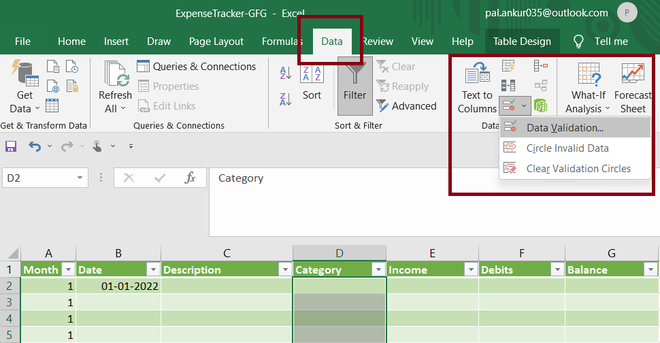 ExpenseTracker-GFG - Excel
pal.ankur035@outlook.com P
File Home Insert Draw Page Layout Formulas Data Review View Help Table Design Tell me
Get Data
Refresh All
Queries & Connections
Properties
Edit Links
A Z
Z A
Z A
A Z
Sort
Filter
Clear
Reapply
Advanced
Text to Columns
What-If Analysis
Forecast Sheet
Get & Transform Data Queries & Connections Sort & Filter Da
Data Validation...
Circle Invalid Data
Clear Validation Circles
D2 fx Category
A B C D E F G
1 Month Date Description Category Income Debits Balance
2 1 01-01-2022
3 1
4 1
5 1